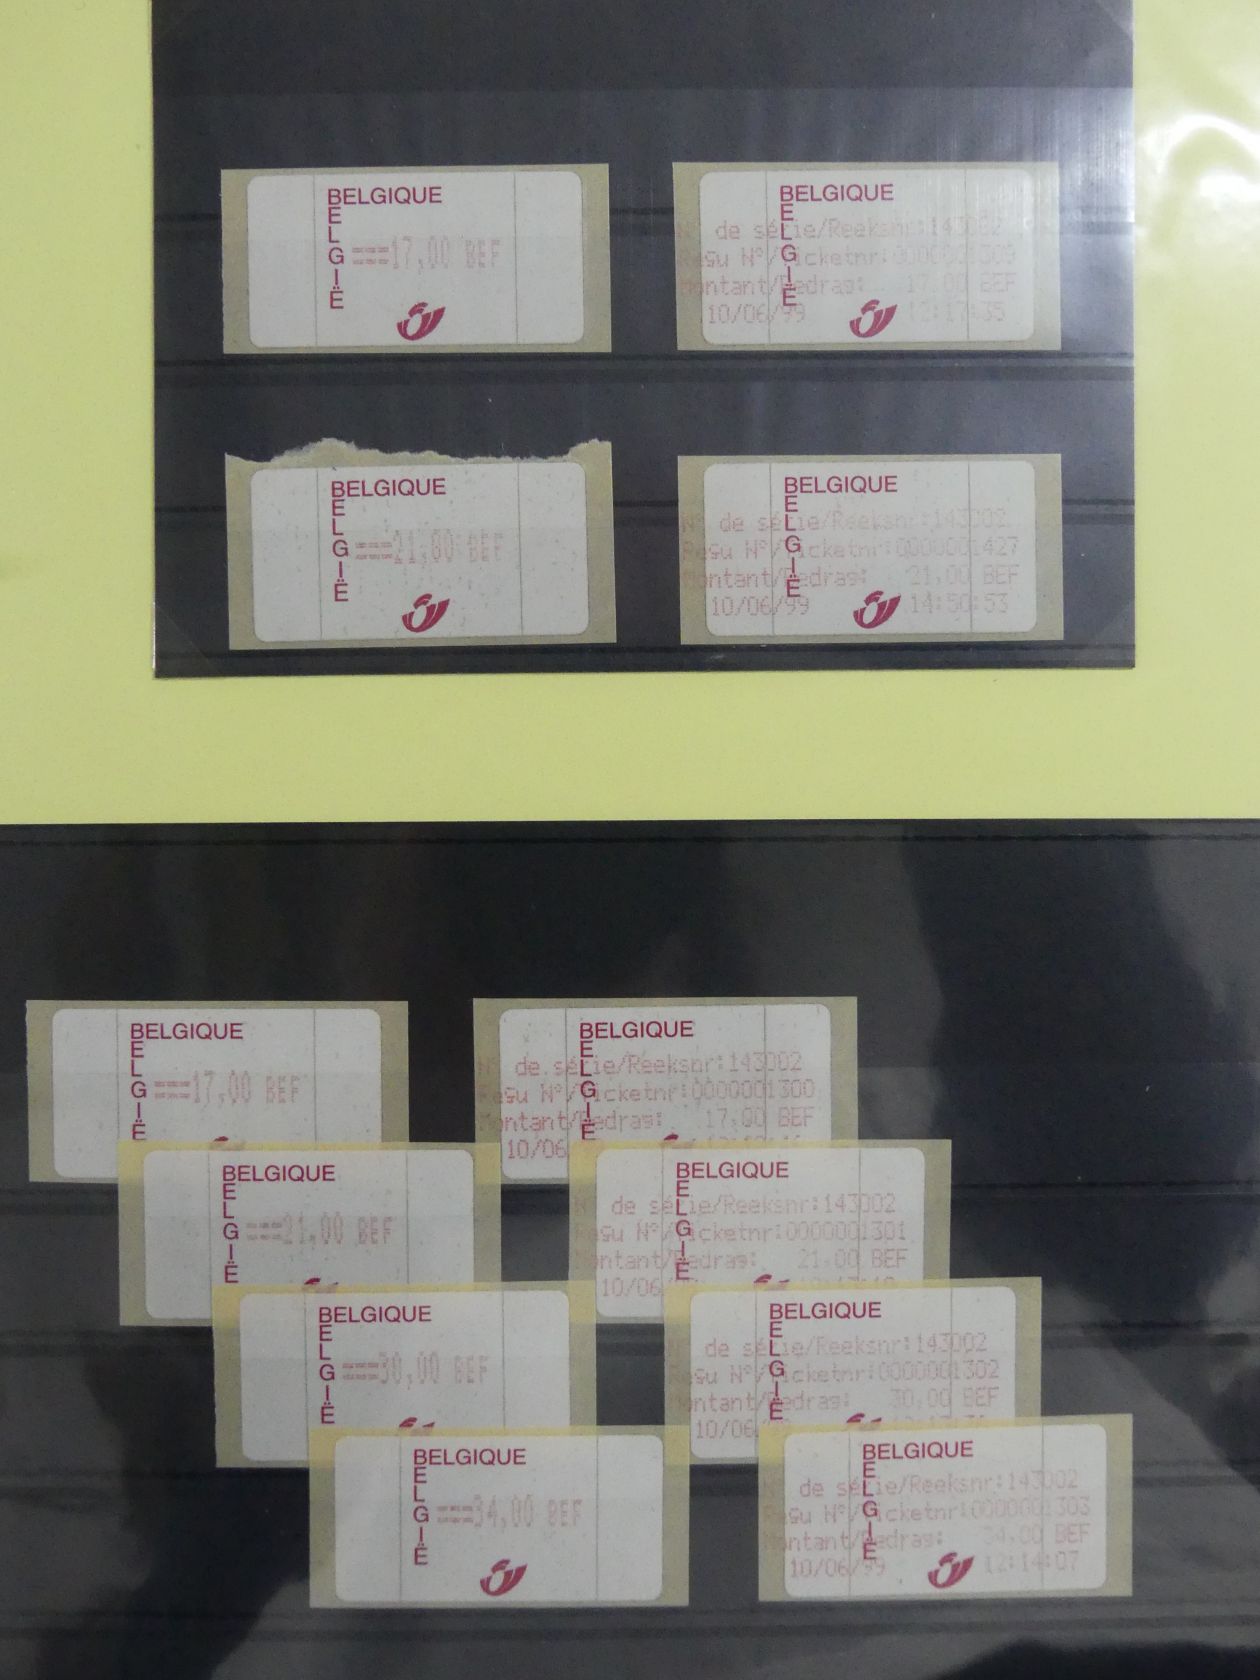 BELGIQUE
BELGIË
===17,00 BEF
BELGIQUE
BELGIË
N° de série/Reeksnr:143002
Reçu N°/Ticketnr:0000001309
Montant/Bedrag: 17,00 BEF
10/06/99 12:17:35
BELGIQUE
BELGIË
===21,00 BEF
BELGIQUE
BELGIË
N° de série/Reeksnr:143002
Reçu N°/Ticketnr:0000001427
Montant/Bedrag: 21,00 BEF
10/06/99 14:50:53
BELGIQUE
BELGIË
===17,00 BEF
BELGIQUE
BELGIË
N° de série/Reeksnr:143002
Reçu N°/Ticketnr:0000001300
Montant/Bedrag: 17,00 BEF
10/06
BELGIQUE
BELGIË
===21,00 BEF
BELGIQUE
BELGIË
N° de série/Reeksnr:143002
Reçu N°/Ticketnr:0000001301
Montant/Bedrag: 21,00 BEF
10/06
BELGIQUE
BELGIË
===30,00 BEF
BELGIQUE
BELGIË
N° de série/Reeksnr:143002
Reçu N°/Ticketnr:0000001302
Montant/Bedrag: 30,00 BEF
10/06
BELGIQUE
BELGIË
===34,00 BEF
BELGIQUE
BELGIË
N° de série/Reeksnr:143002
Reçu N°/Ticketnr:0000001303
Montant/Bedrag: 34,00 BEF
10/06/99 12:14:07